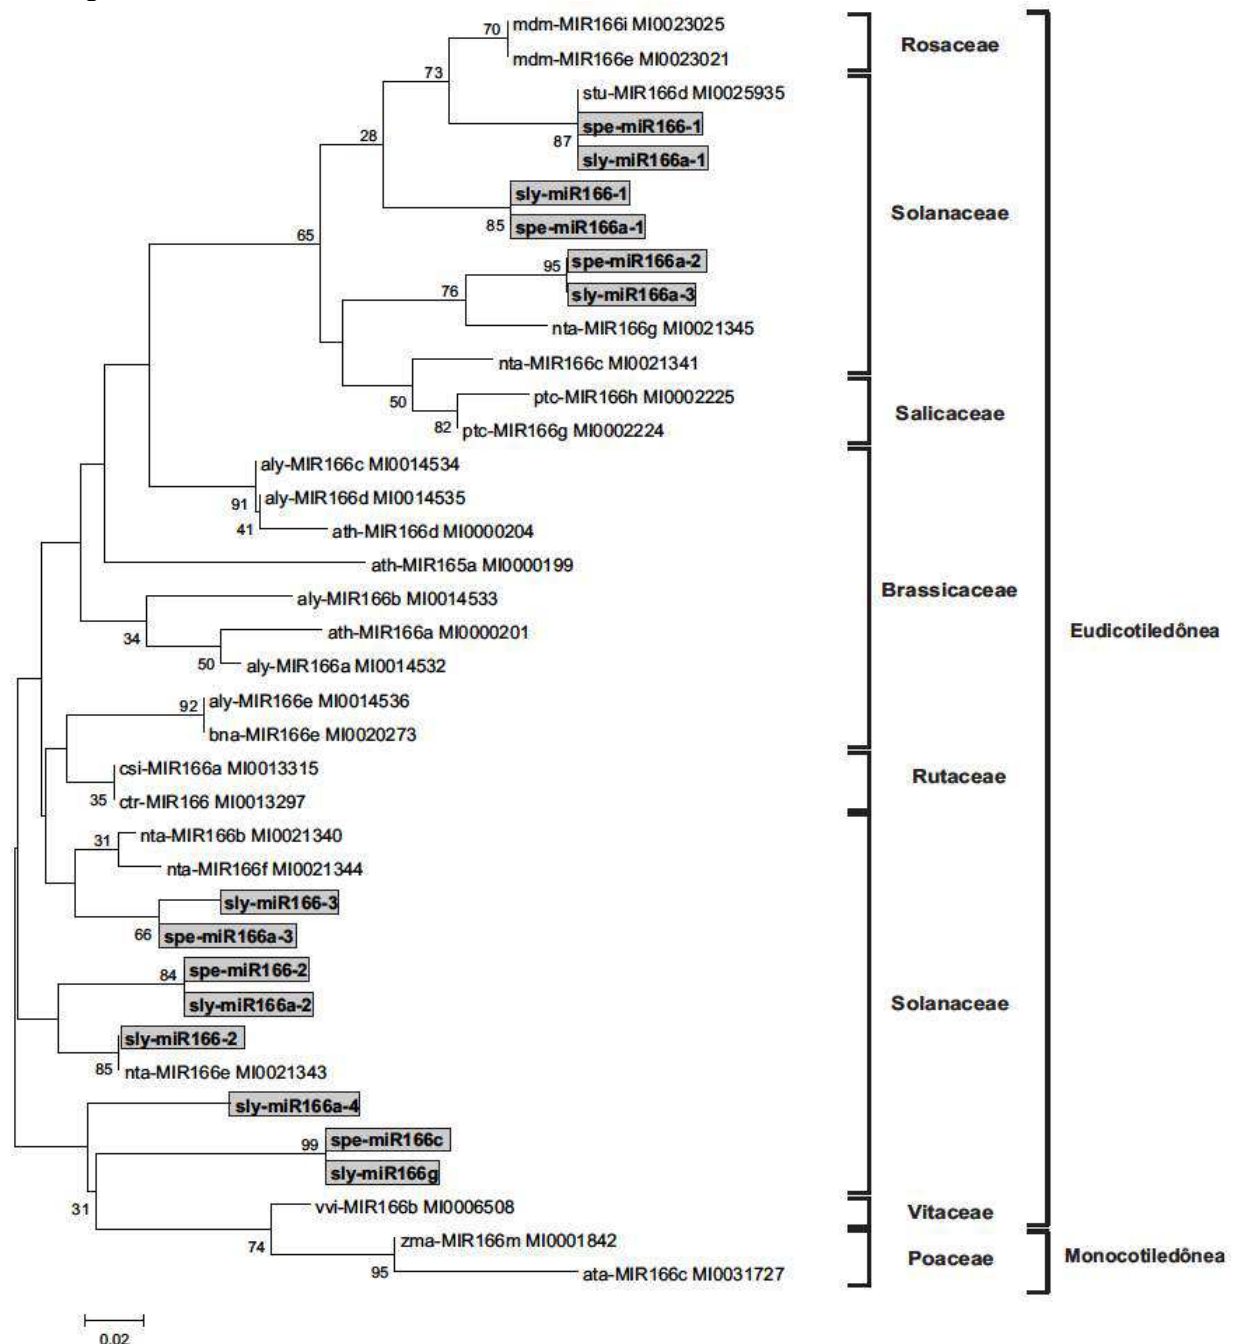 70 mdm-MIR166i MI0023025
mdm-MIR166e MI0023021
Rosaceae
73
stu-MIR166d MI0025935
spe-miR166-1
87
sly-miR166a-1
28
sly-miR166-1
85 spe-miR166a-1
Solanaceae
65
95 spe-miR166a-2
sly-miR166a-3
76
nta-MIR166g MI0021345
nta-MIR166c MI0021341
50
ptc-MIR166h MI0002225
82 ptc-MIR166g MI0002224
Salicaceae
aly-MIR166c MI0014534
91 aly-MIR166d MI0014535
41 ath-MIR166d MI0000204
ath-MIR165a MI0000199
aly-MIR166b MI0014533
Brassicaceae
34
ath-MIR166a MI0000201
50 aly-MIR166a MI0014532
Eudicotiledônea
92 aly-MIR166e MI0014536
bna-MIR166e MI0020273
csi-MIR166a MI0013315
35 ctr-MIR166 MI0013297
Rutaceae
31 nta-MIR166b MI0021340
nta-MIR166f MI0021344
sly-miR166-3
66 spe-miR166a-3
84 spe-miR166-2
sly-miR166a-2
Solanaceae
sly-miR166-2
85 nta-MIR166e MI0021343
sly-miR166a-4
99 spe-miR166c
sly-miR166g
31
vvi-MIR166b MI0006508
Vitaceae
74
zma-MIR166m MI0001842
95 ata-MIR166c MI0031727
Poaceae
Monocotiledônea
0.02